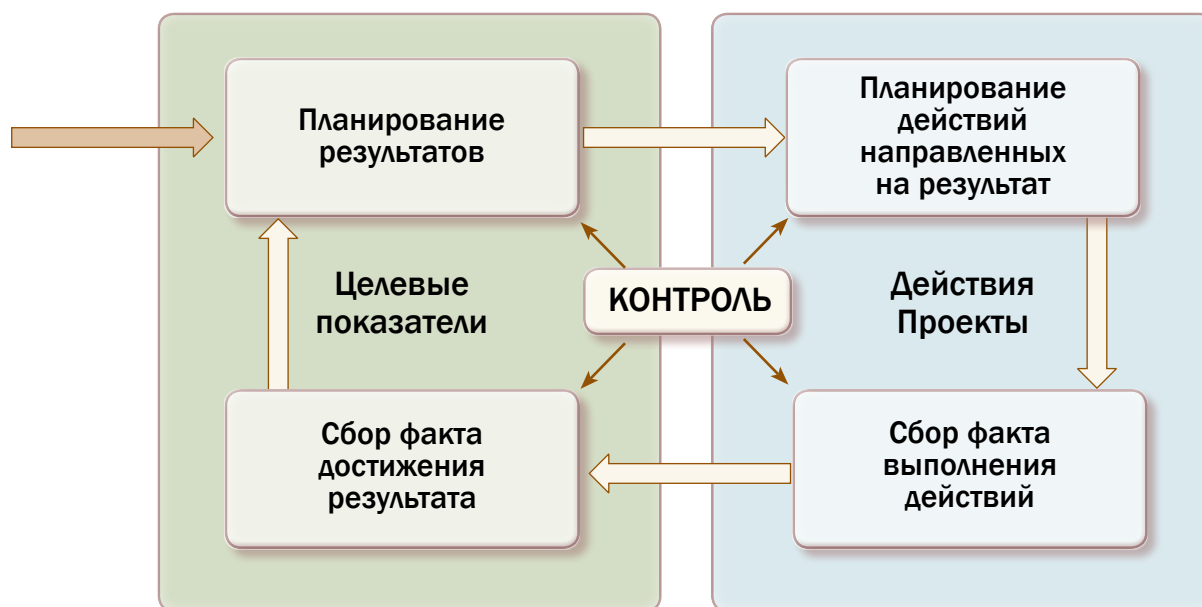 Планирование
результатов
Планирование
действий
направленных
на результат
Целевые
показатели
КОНТРОЛЬ
Действия
Проекты
Сбор факта
достижения
результата
Сбор факта
выполнения
действий